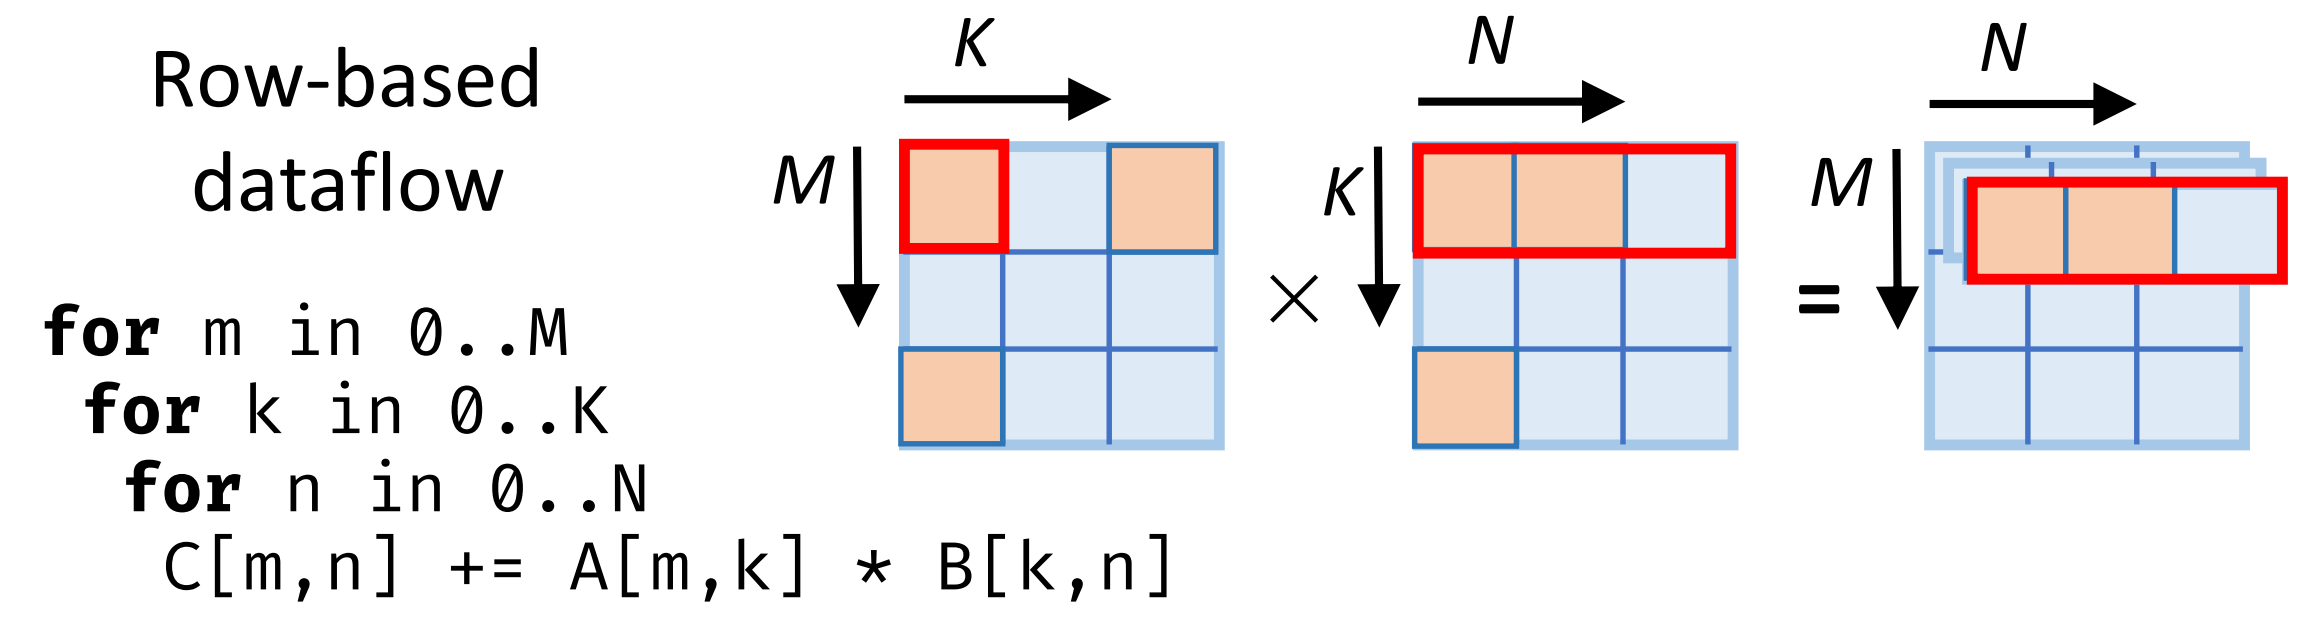 Row-based
dataflow
for m in 0..M
for k in 0..K
for n in 0..N
C[m,n] += A[m,k] * B[k,n]
K
M
×
N
K
=
N
M